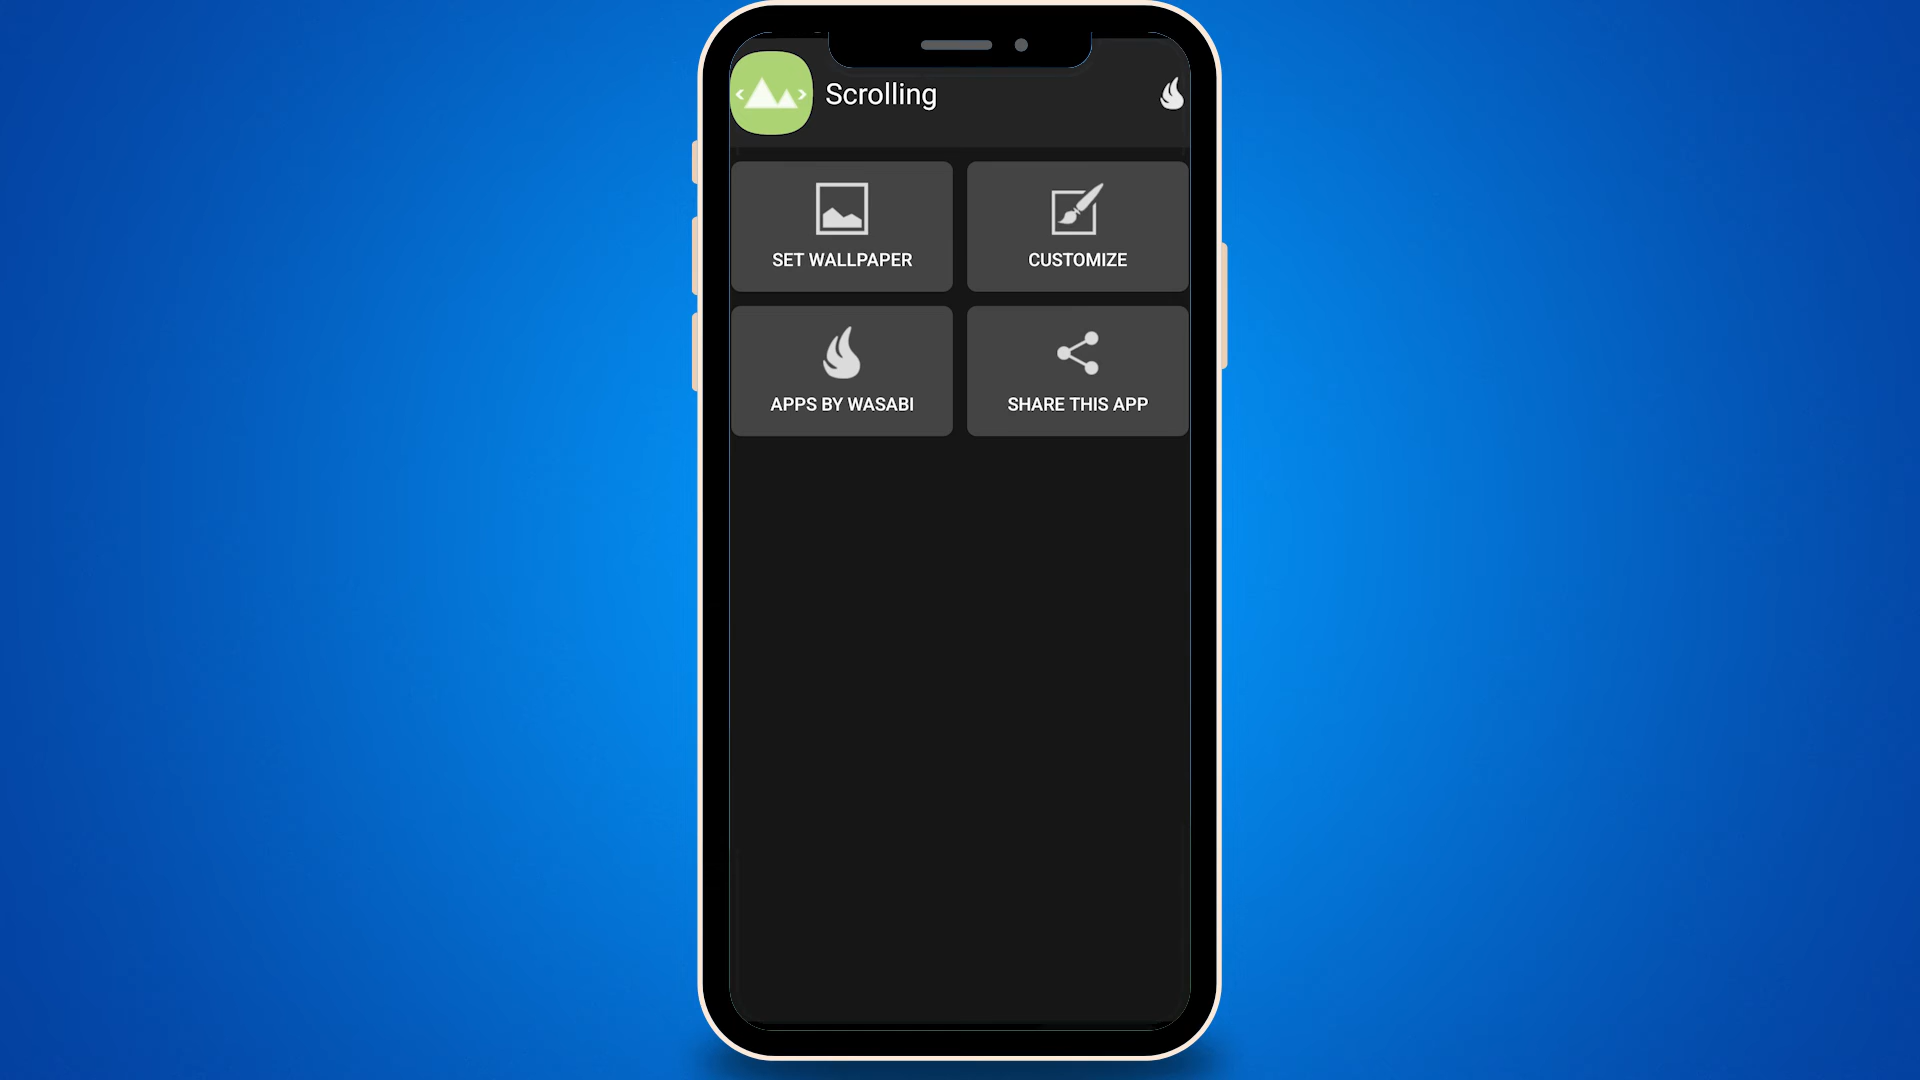 Scrolling
SET WALLPAPER
CUSTOMIZE
APPS BY WASABI
SHARE THIS APP